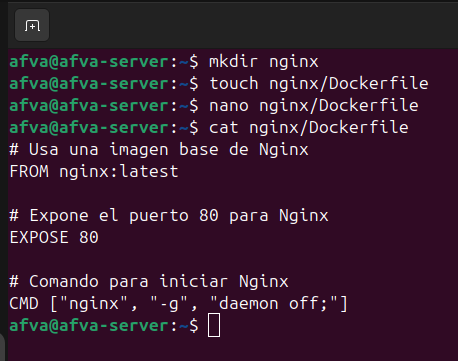 afva@afva-server:~$ mkdir nginx
afva@afva-server:~$ touch nginx/Dockerfile
afva@afva-server:~$ nano nginx/Dockerfile
afva@afva-server:~$ cat nginx/Dockerfile
# Usa una imagen base de Nginx
FROM nginx:latest

# Expone el puerto 80 para Nginx
EXPOSE 80

# Comando para iniciar Nginx
CMD ["nginx", "-g", "daemon off;"]
afva@afva-server:~$